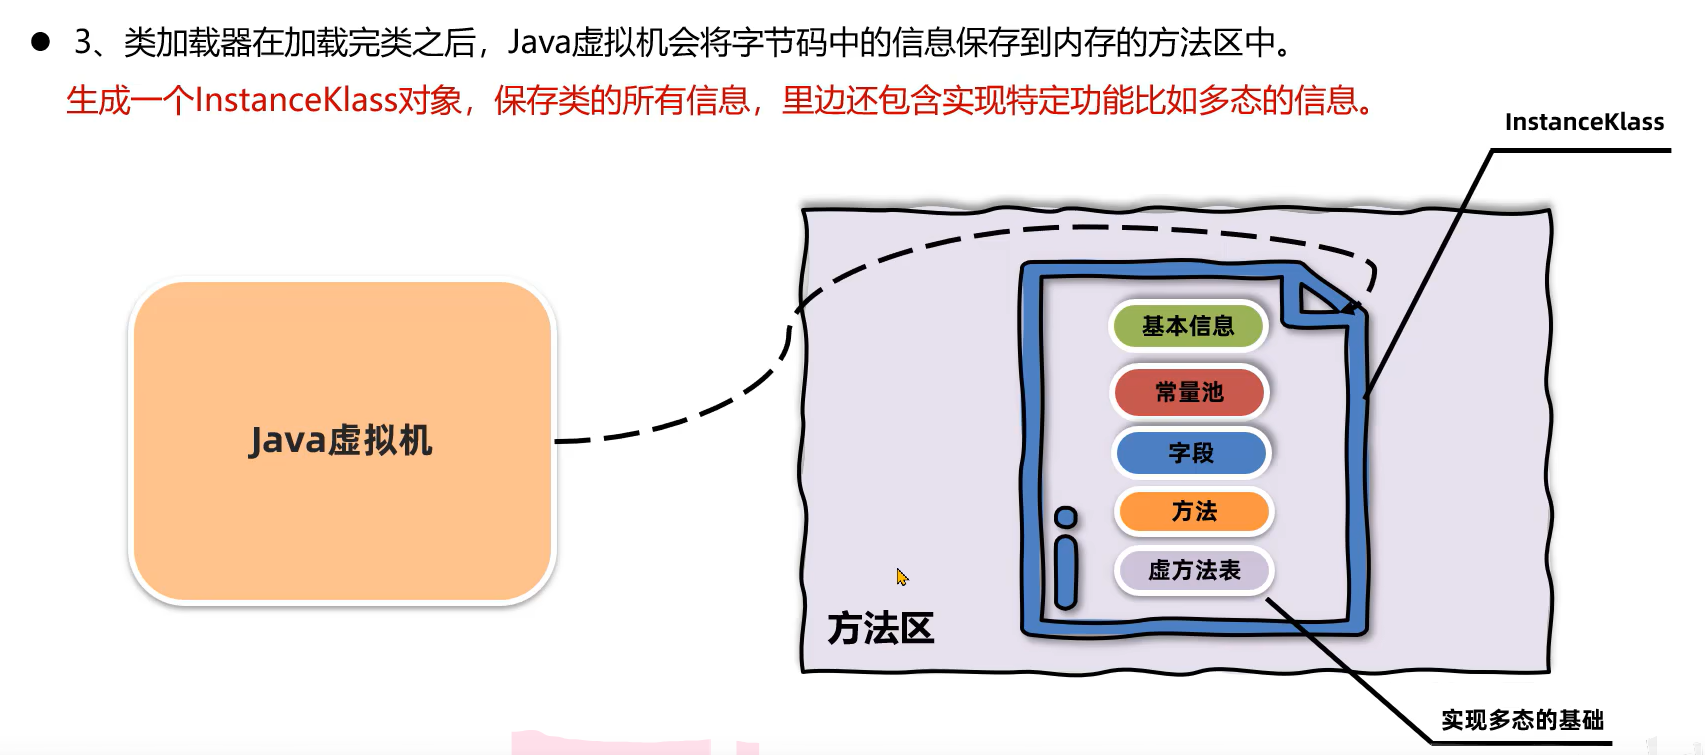 ● 3、类加载器在加载完类之后，Java虚拟机会将字节码中的信息保存到内存的方法区中。
生成一个InstanceKlass对象，保存类的所有信息，里边还包含实现特定功能比如多态的信息。
InstanceKlass
基本信息
常量池
Java虚拟机
字段
方法
虚方法表
方法区
实现多态的基础